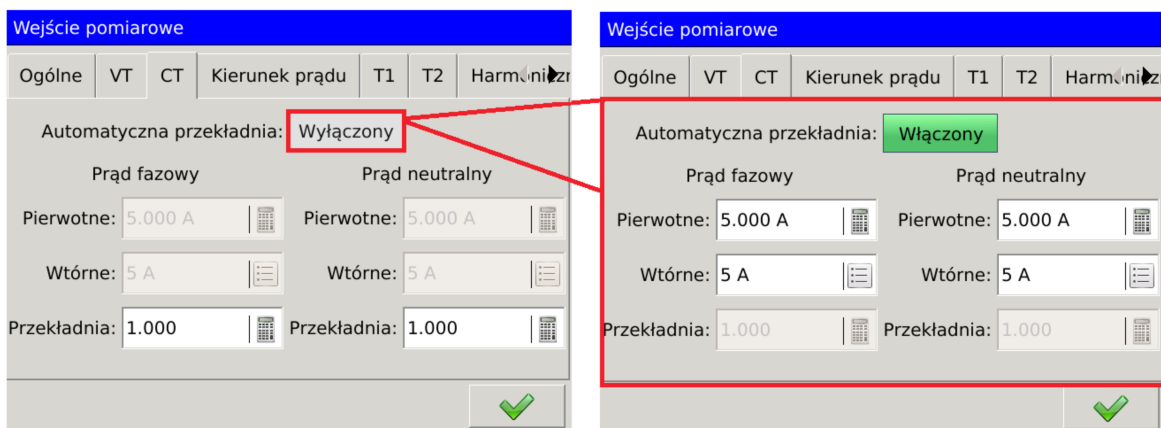 Wejście pomiarowe
Ogólne VT CT Kierunek prądu T1 T2
Automatyczna przekładnia: Wyłączony
Prąd fazowy Prąd neutralny
Pierwotne: 5.000 A Pierwotne: 5.000 A
Wtórne: 5 A Wtórne: 5 A
Przekładnia: 1.000 Przekładnia: 1.000
Wejście pomiarowe
Ogólne VT CT Kierunek prądu T1 T2
Automatyczna przekładnia: Włączony
Prąd fazowy Prąd neutralny
Pierwotne: 5.000 A Pierwotne: 5.000 A
Wtórne: 5 A Wtórne: 5 A
Przekładnia: 1.000 Przekładnia: 1.000